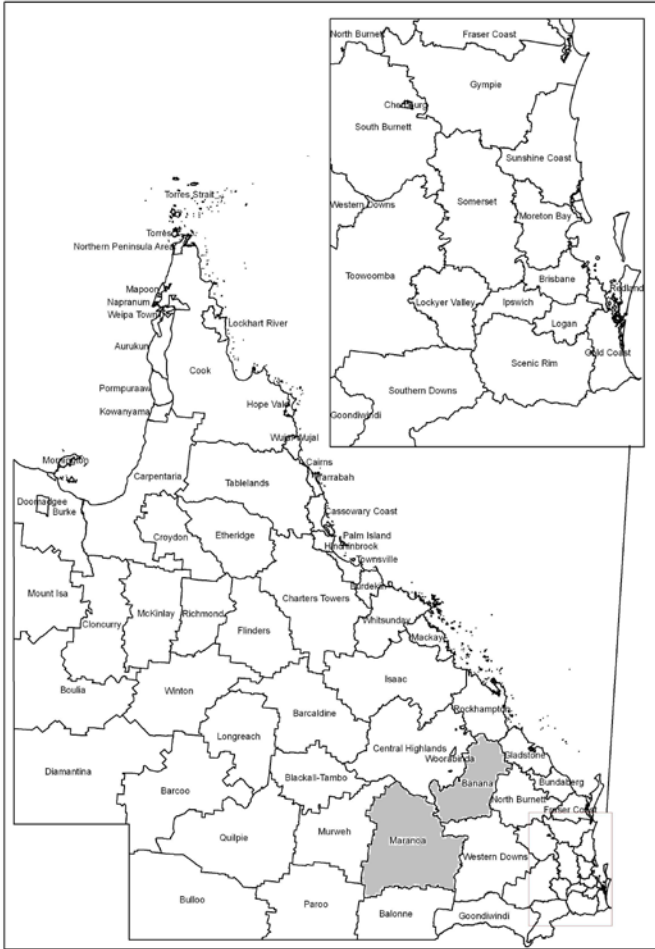 North Burnett
Fraser Coast
Gympie
Cherbourg
South Burnett
Sunshine Coast
Western Downs
Somerset
Moreton Bay
Toowoomba
Brisbane
Redland
Lockyer Valley
Ipswich
Logan
Gold Coast
Scenic Rim
Southern Downs
Goondiwindi
Torres Strait
Torres
Northern Peninsula Area
Mapoon
Napranum
Weipa Town
Lockhart River
Aurukun
Cook
Pormpuraaw
Kowanyama
Hope Vale
Wujal Wujal
Mornington
Cairns
Yarrabah
Carpentaria
Tablelands
Doomadgee
Burke
Cassowary Coast
Croydon
Etheridge
Palm Island
Hinchinbrook
Townsville
Burdekin
Mount Isa
Cloncurry
McKinlay
Richmond
Flinders
Charters Towers
Whitsunday
Mackay
Boulia
Winton
Isaac
Barcaldine
Rockhampton
Longreach
Central Highlands
Woorabinda
Gladstone
Diamantina
Barcoo
Blackall-Tambo
Banana
Bundaberg
North Burnett
Fraser Coast
Quilpie
Murweh
Maranoa
Western Downs
Bulloo
Paroo
Balonne
Goondiwindi